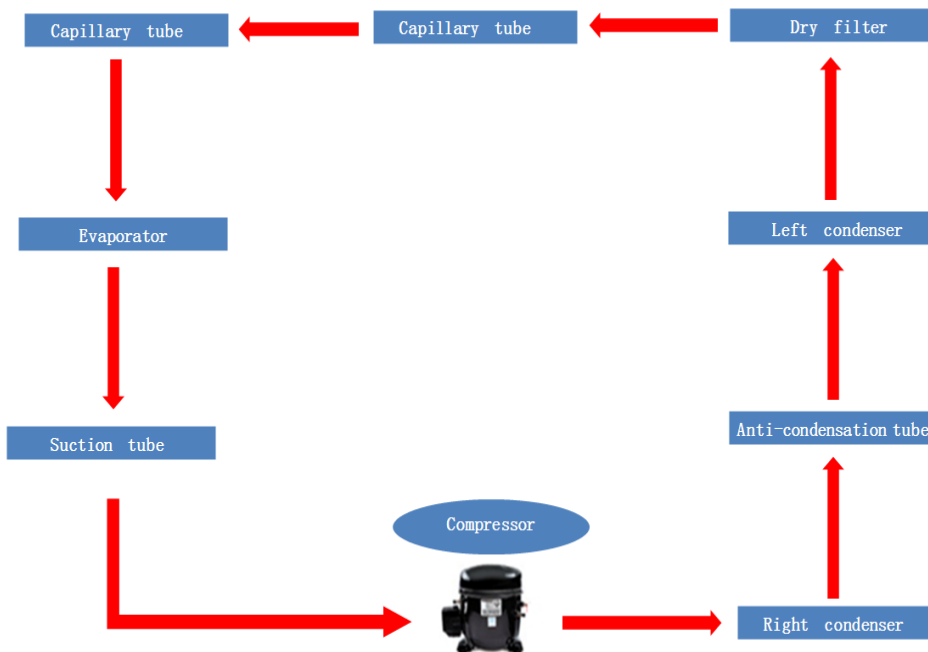 Capillary tube
Capillary tube
Dry filter
Evaporator
Left condenser
Suction tube
Anti-condensation tube
Compressor
Right condenser